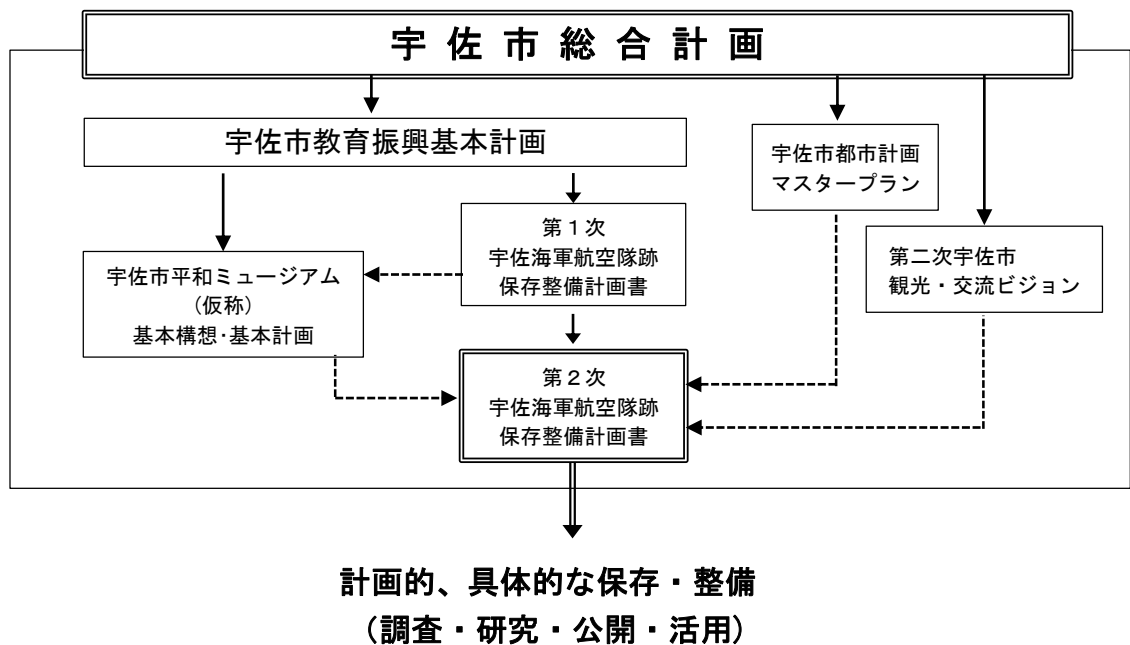 宇佐市総合計画
宇佐市教育振興基本計画
宇佐市都市計画
マスタープラン
第１次
宇佐海軍航空隊跡
保存整備計画書
第二次宇佐市
観光・交流ビジョン
宇佐市平和ミュージアム
（仮称）
基本構想･基本計画
第２次
宇佐海軍航空隊跡
保存整備計画書
計画的、具体的な保存・整備
（調査・研究・公開・活用）